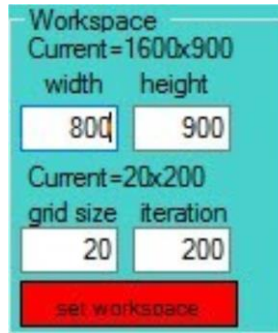 Workspace
Current=1600x900
width height
800 900
Current=20x200
grid size iteration
20 200
set workspace